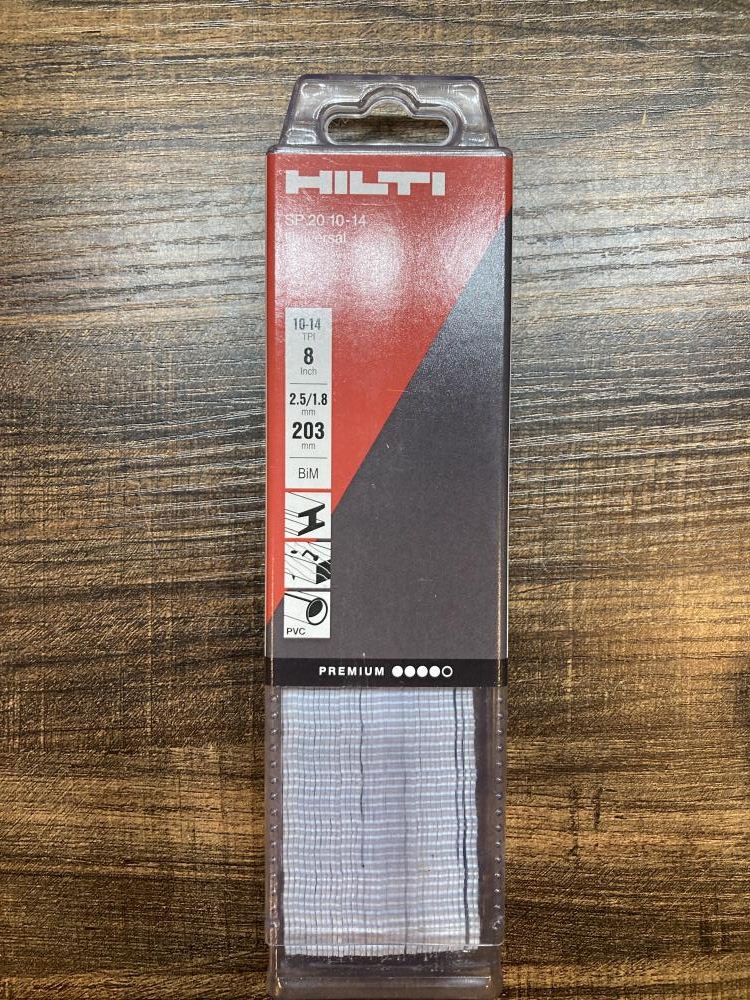 HILTI
SP 20 10-14
Universal
10-14
TPI
8
Inch
2.5/1.8
mm
203
mm
BiM
PVC
PREMIUM